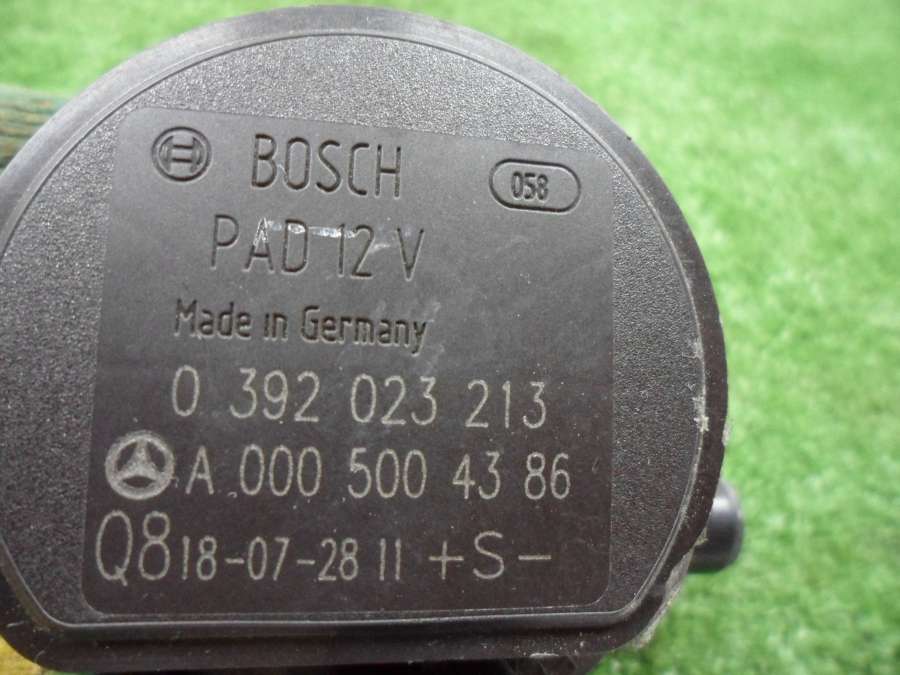 BOSCH 058
PAD 12 V
Made in Germany
0 392 023 213
A 000 500 43 86
Q8 18-07-28 11 +S-